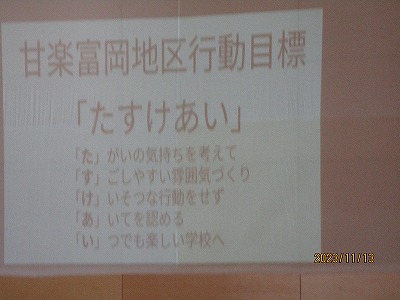 甘楽富岡地区行動目標
「たすけあい」
「た」がいの気持ちを考えて
「す」ごしやすい雰囲気づくり
「け」いそつな行動をせず
「あ」いてを認める
「い」つでも楽しい学校へ
2023/11/13